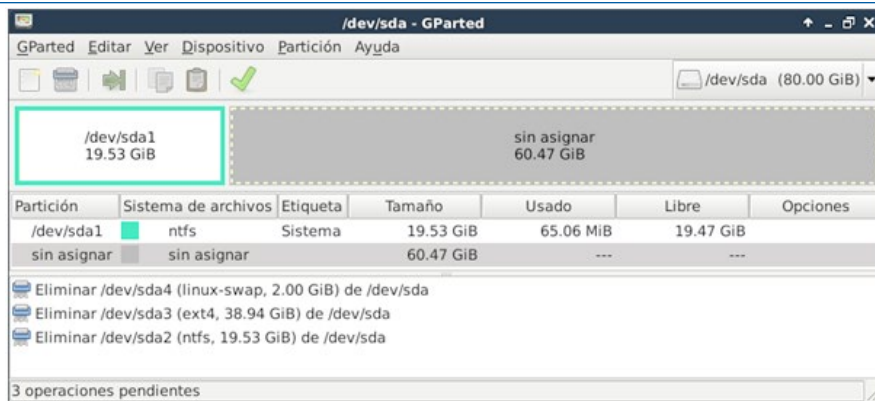 /dev/sda - GParted
GParted Editar Ver Dispositivo Partición Ayuda
/dev/sda (80.00 GiB)
/dev/sda1
19.53 GiB
sin asignar
60.47 GiB
Partición Sistema de archivos Etiqueta Tamaño Usado Libre Opciones
/dev/sda1 ntfs Sistema 19.53 GiB 65.06 MiB 19.47 GiB
sin asignar sin asignar 60.47 GiB --- ---
Eliminar /dev/sda4 (linux-swap, 2.00 GiB) de /dev/sda
Eliminar /dev/sda3 (ext4, 38.94 GiB) de /dev/sda
Eliminar /dev/sda2 (ntfs, 19.53 GiB) de /dev/sda
3 operaciones pendientes